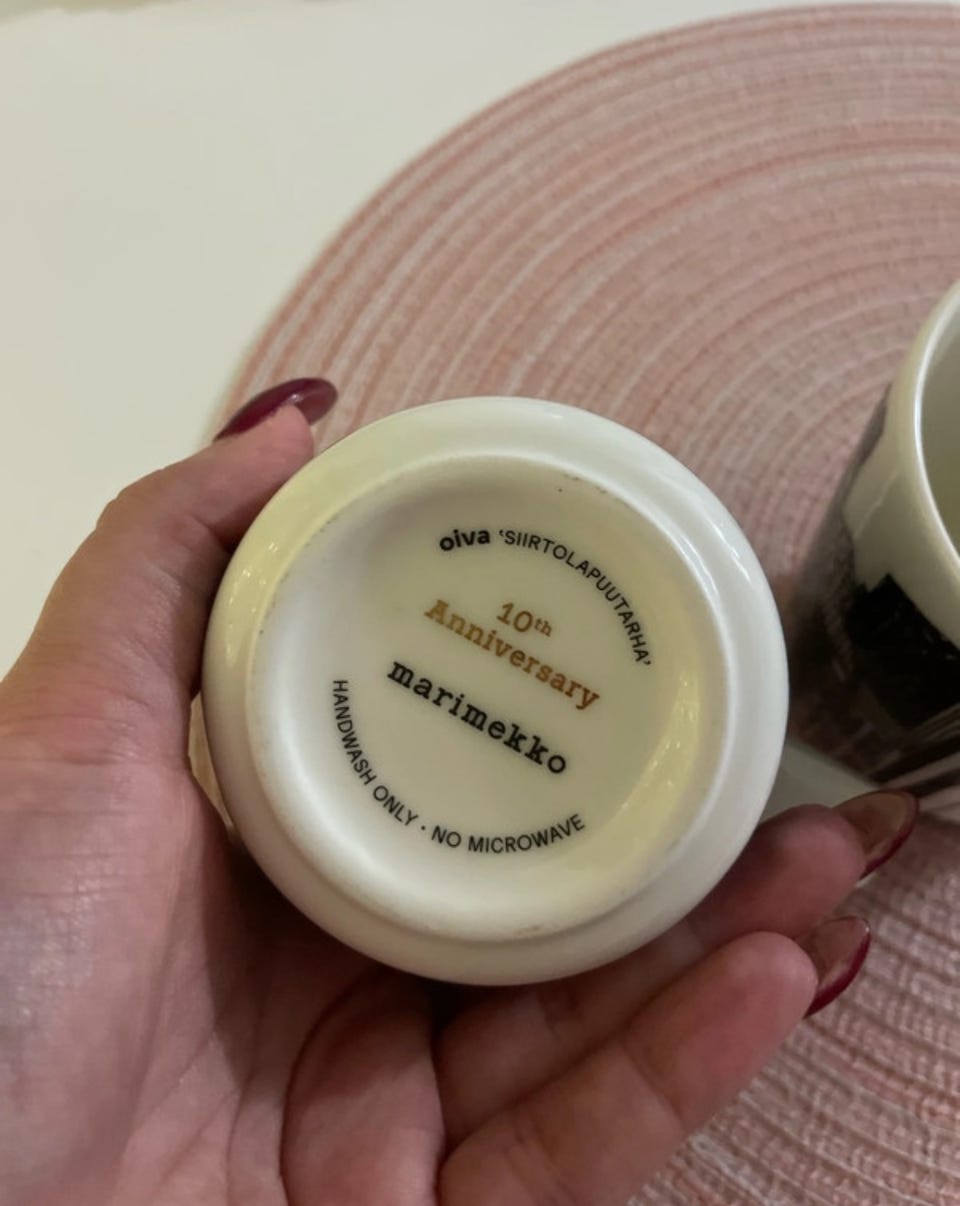 oiva ‘SIIRTOLAPUUTARHA’
10th
Anniversary
marimekko
HANDWASH ONLY · NO MICROWAVE